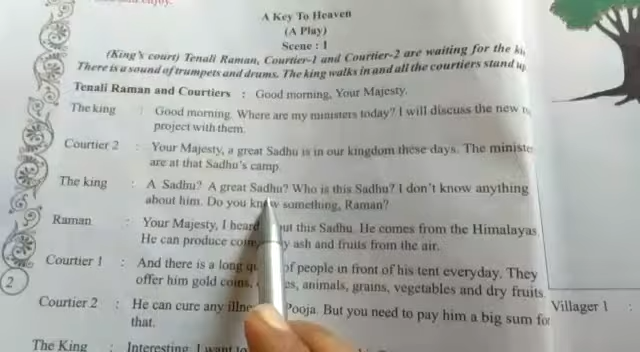 enjoy.
A Key To Heaven
(A Play)
Scene : 1
(King's court) Tenali Raman, Courtier-1 and Courtier-2 are waiting for the
There is a sound of trumpets and drums. The king walks in and all the courtiers stand up
Tenali Raman and Courtiers : Good morning, Your Majesty.
The king : Good morning. Where are my ministers today? I will discuss the new
project with them.
Courtier 2 : Your Majesty, a great Sadhu is in our kingdom these days. The
are at that Sadhu's camp.
The king : A Sadhu? A great Sadhu? Who is this Sadhu? I don't know anything
about him. Do you know something, Raman?
Raman : Your Majesty, I heard this Sadhu. He comes from the Himalayas.
He can produce ash and fruits from the air.
Courtier 1 : And there is a long of people in front of his tent everyday. They
offer him gold coins, animals, grains, vegetables and dry fruits.
Courtier 2 : He can cure any Pooja. But you need to pay him a big sum for
that.
Villager 1 :
The King : Interesting. I want to
2